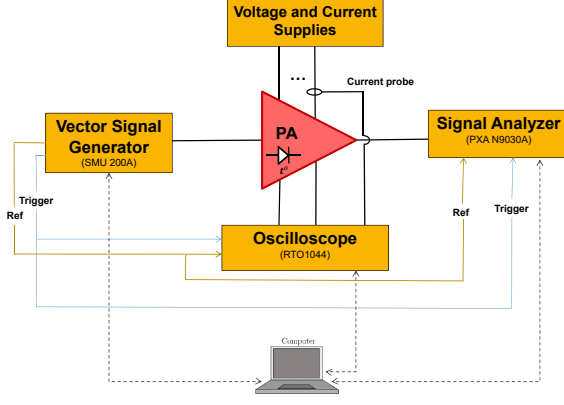 Voltage and Current
Supplies
...
Current probe
Vector Signal
Generator
(SMU 200A)
PA
t°
Signal Analyzer
(PXA N9030A)
Trigger
Ref
Ref
Trigger
Oscilloscope
(RTO1044)
Computer